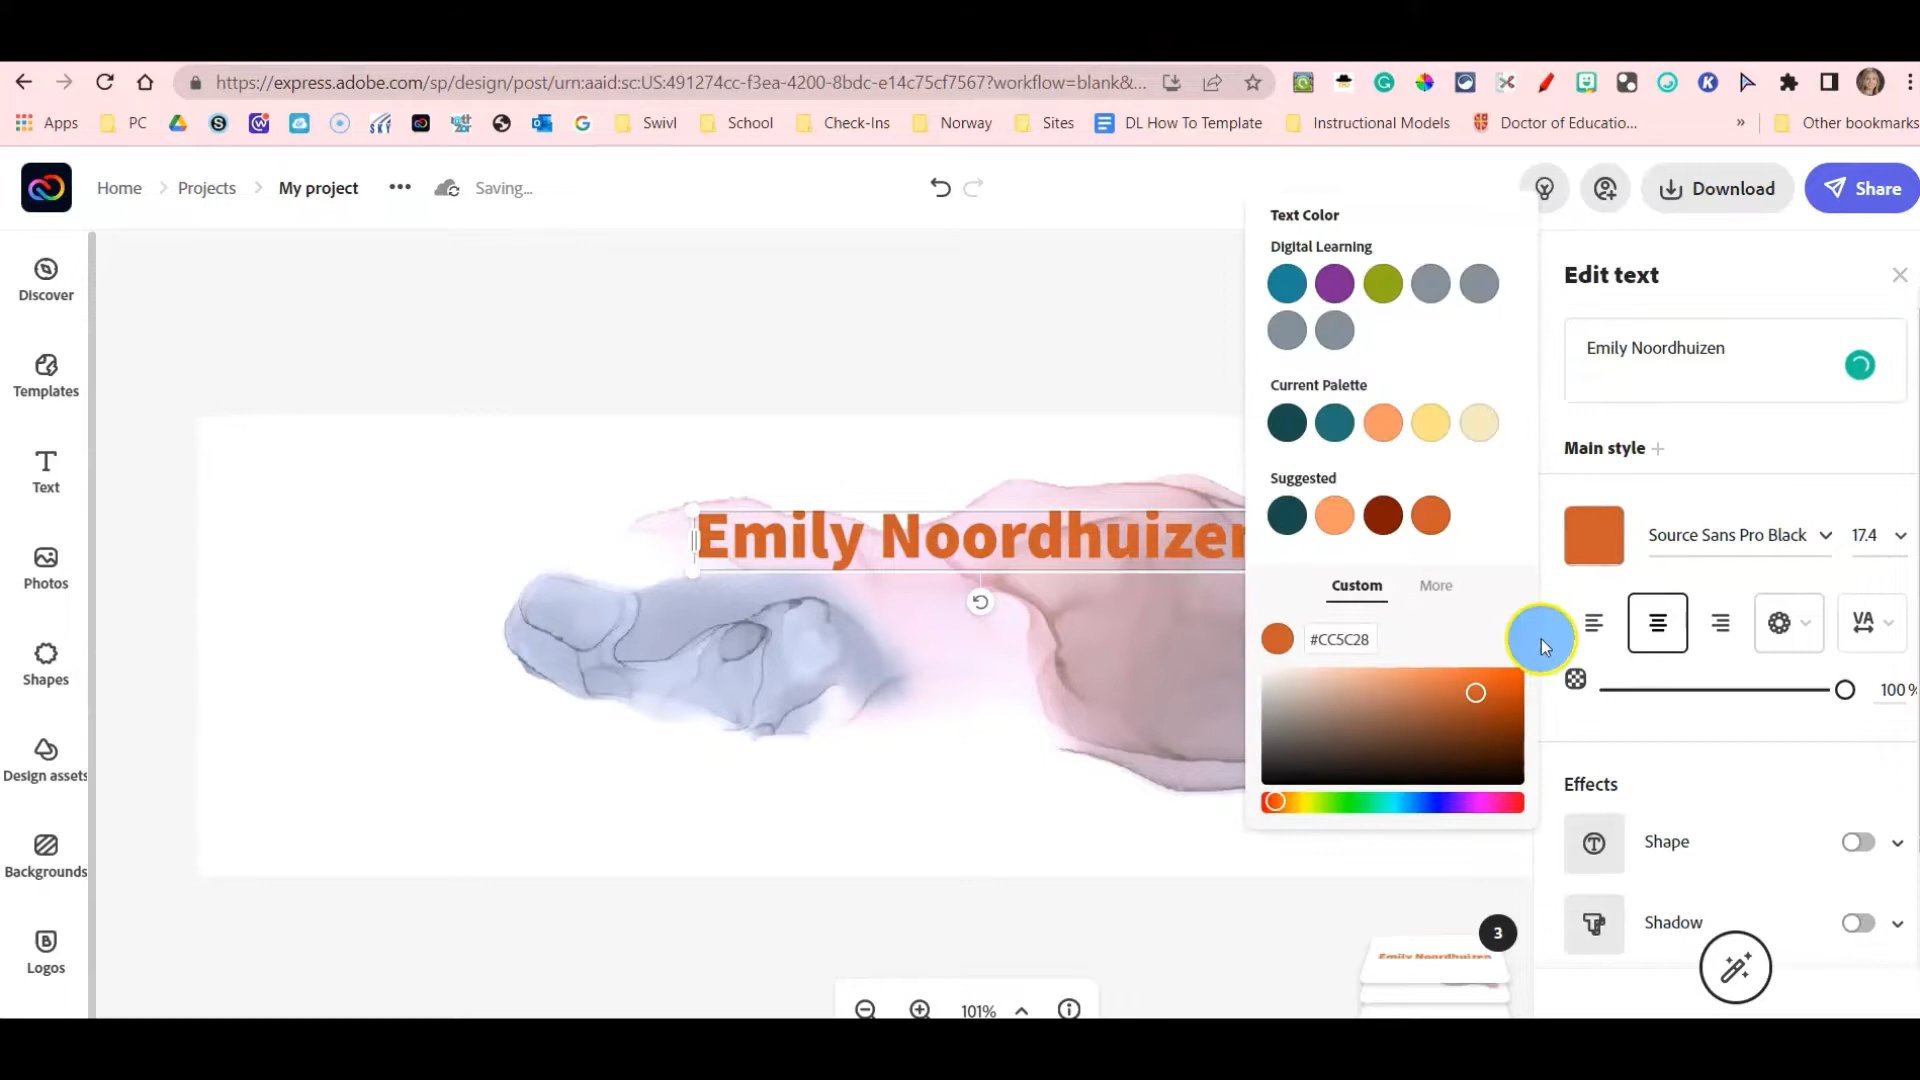 https://express.adobe.com/sp/design/post/urn:aaid:sc:US:491274cc-f3ea-4200-8bdc-e14c75cf7567?workflow=blank&...
Apps PC Swivl School Check-Ins Norway Sites DL How To Template Instructional Models Doctor of Educatio... » Other bookmarks
Home Projects My project ••• Saving... Download Share
Discover
Templates
Text
Photos
Shapes
Design assets
Backgrounds
Logos
Emily Noordhuizen
Text Color
Digital Learning
Current Palette
Suggested
Custom More
#CC5C28
Edit text
Emily Noordhuizen
Main style +
Source Sans Pro Black 17.4
VA
100%
Effects
Shape
Shadow
3
Emily Noordhuizen
101%